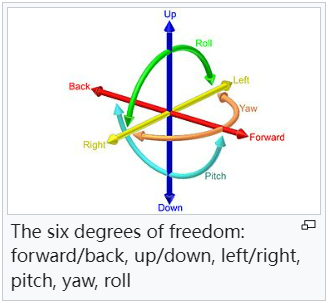 Up
Roll
Left
Back
Yaw
Forward
Right
Pitch
Down
The six degrees of freedom:
forward/back, up/down, left/right,
pitch, yaw, roll